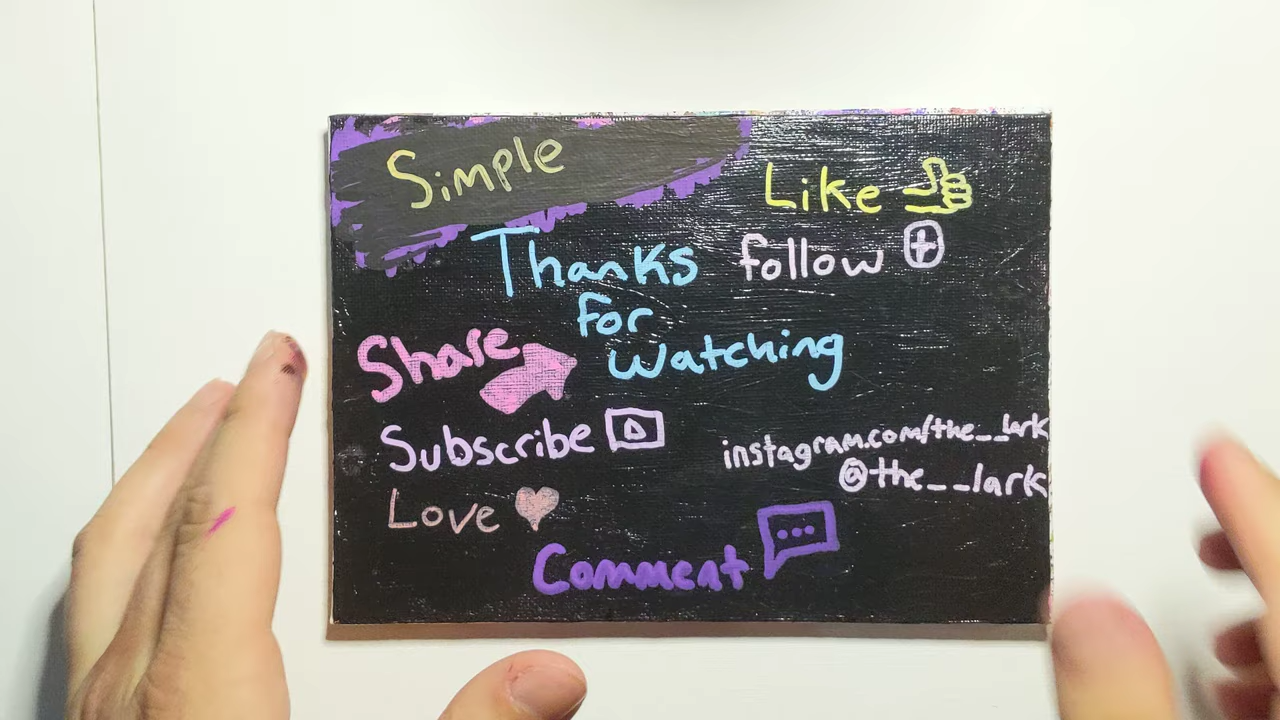 Simple
Like
Thanks
follow
for
Watching
Share
Subscribe
instagram.com/the__lark
@the__lark
Love
Comment